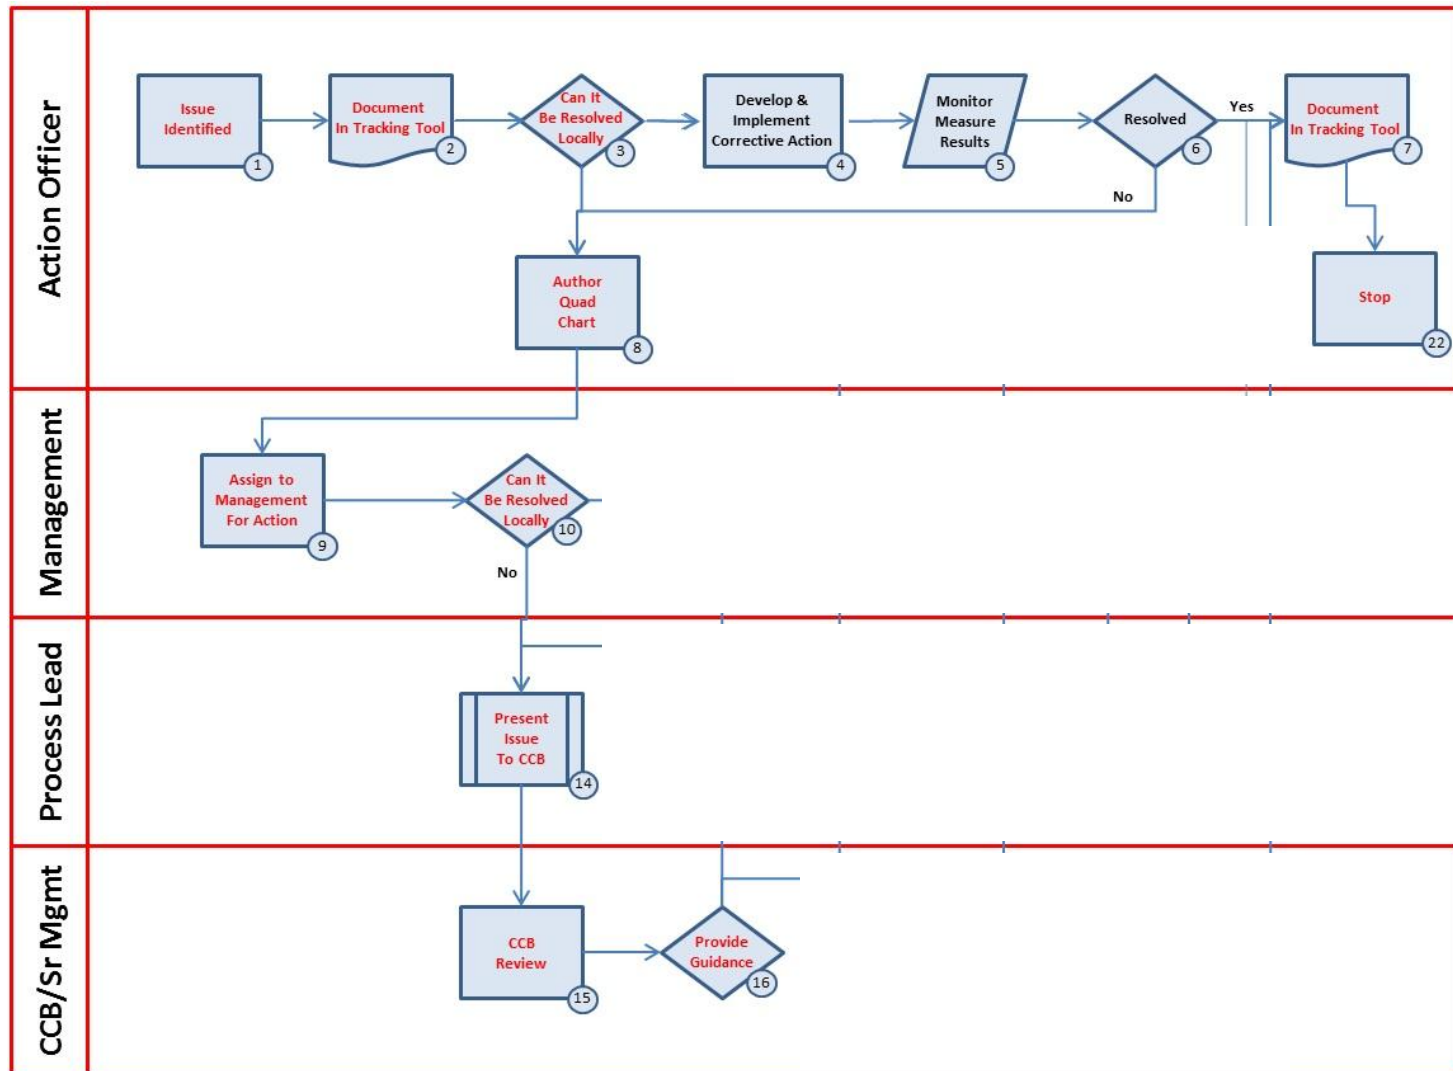 Action Officer
Issue
Identified
1
Document
In Tracking Tool
2
Can It
Be Resolved
Locally
3
Develop &
Implement
Corrective Action
4
Monitor
Measure
Results
5
Resolved
6
Yes
No
Document
In Tracking Tool
7
Author
Quad
Chart
8
Stop
22
Management
Assign to
Management
For Action
9
Can It
Be Resolved
Locally
10
No
Process Lead
Present
Issue
To CCB
14
CCB/Sr Mgmt
CCB
Review
15
Provide
Guidance
16